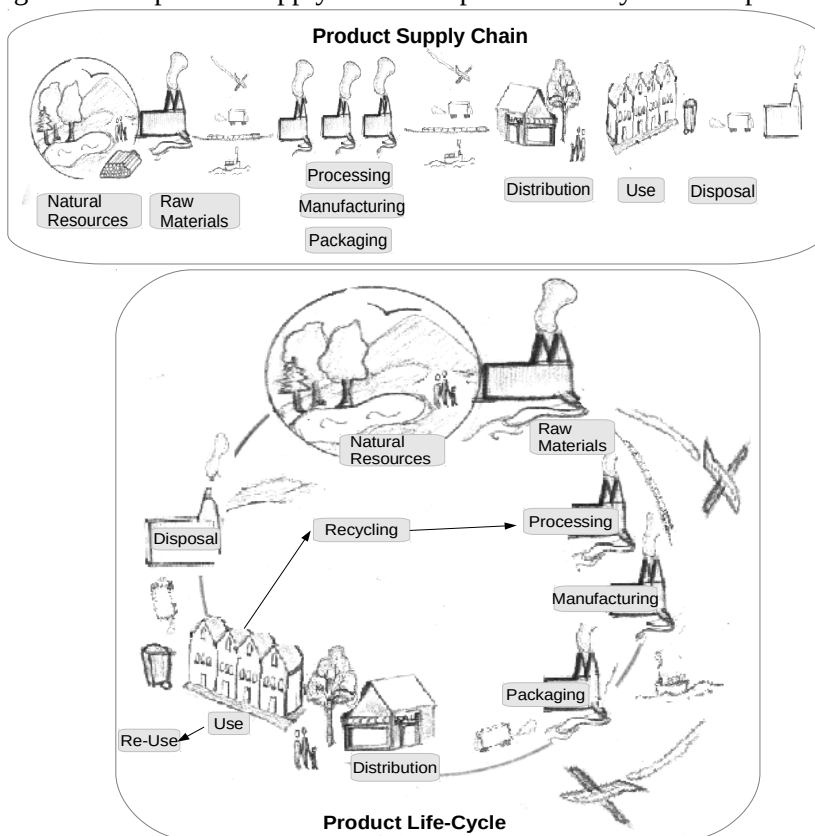 Product Supply Chain
Natural
Resources
Raw
Materials
Processing
Manufacturing
Packaging
Distribution
Use
Disposal
Natural
Resources
Raw
Materials
Disposal
Recycling
Processing
Manufacturing
Packaging
Re-Use
Use
Distribution
Product Life-Cycle